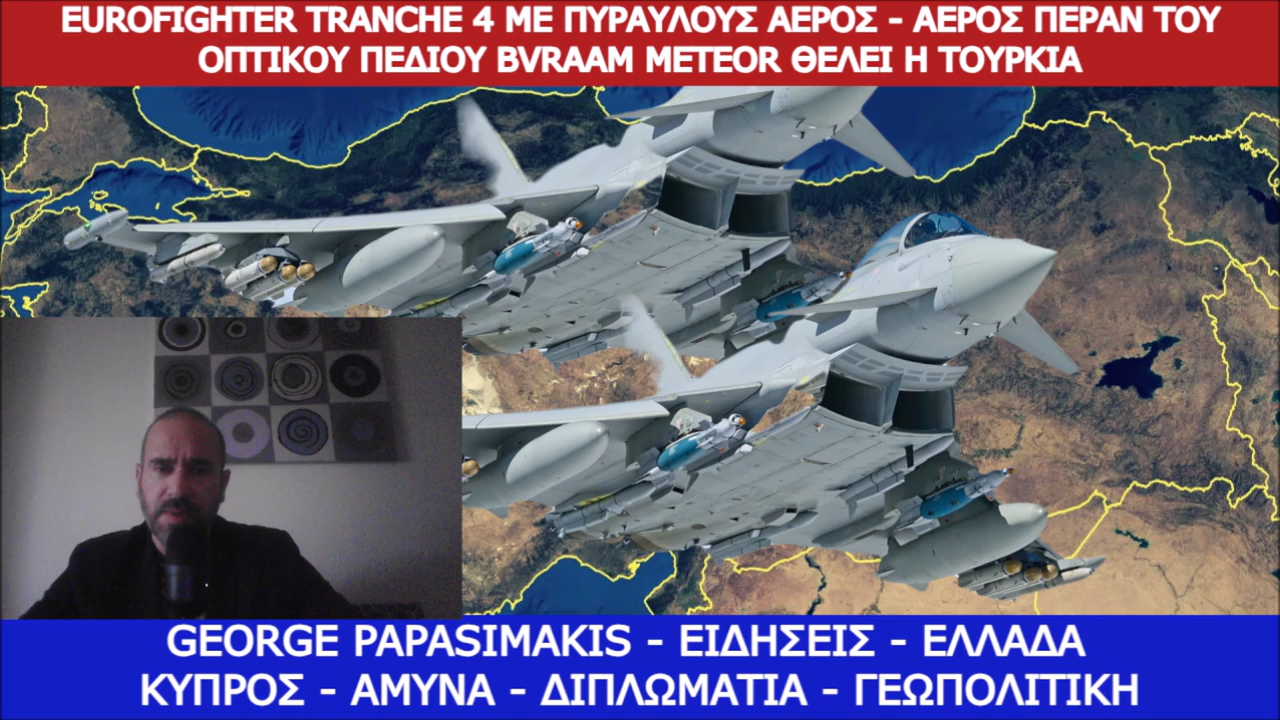 EUROFIGHTER TRANCHE 4 ΜΕ ΠΥΡΑΥΛΟΥΣ ΑΕΡΟΣ - ΑΕΡΟΣ ΠΕΡΑΝ ΤΟΥ
ΟΠΤΙΚΟΥ ΠΕΔΙΟΥ BVRAAM METEOR ΘΕΛΕΙ Η ΤΟΥΡΚΙΑ
GEORGE PAPASIMAKIS - ΕΙΔΗΣΕΙΣ - ΕΛΛΑΔΑ
ΚΥΠΡΟΣ - ΑΜΥΝΑ - ΔΙΠΛΩΜΑΤΙΑ - ΓΕΩΠΟΛΙΤΙΚΗ